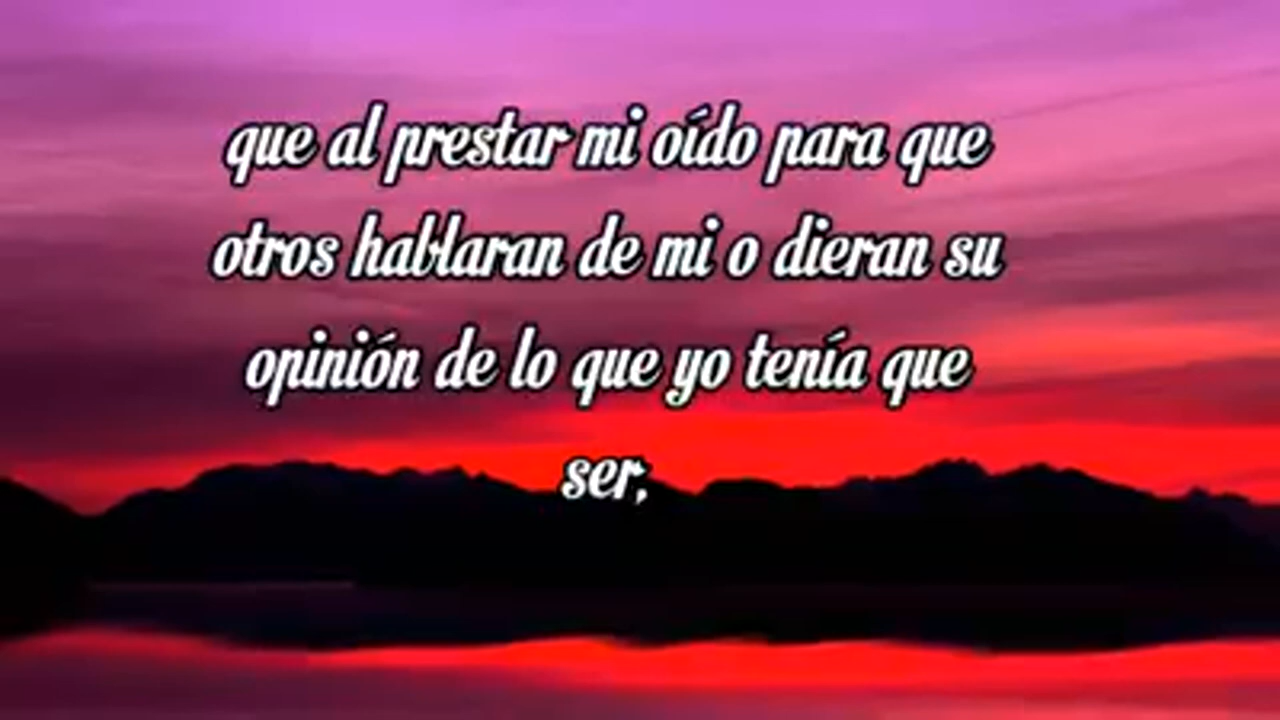 que al prestar mi oído para que
otros hablaran de mi o dieran su
opinión de lo que yo tenía que
ser,